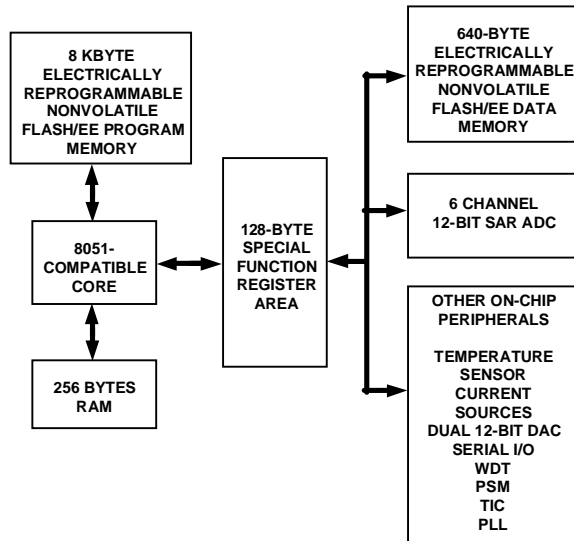 8 KBYTE
ELECTRICALLY
REPROGRAMMABLE
NONVOLATILE
FLASH/EE PROGRAM
MEMORY
8051-
COMPATIBLE
CORE
256 BYTES
RAM
128-BYTE
SPECIAL
FUNCTION
REGISTER
AREA
640-BYTE
ELECTRICALLY
REPROGRAMMABLE
NONVOLATILE
FLASH/EE DATA
MEMORY
6 CHANNEL
12-BIT SAR ADC
OTHER ON-CHIP
PERIPHERALS
TEMPERATURE
SENSOR
CURRENT
SOURCES
DUAL 12-BIT DAC
SERIAL I/O
WDT
PSM
TIC
PLL